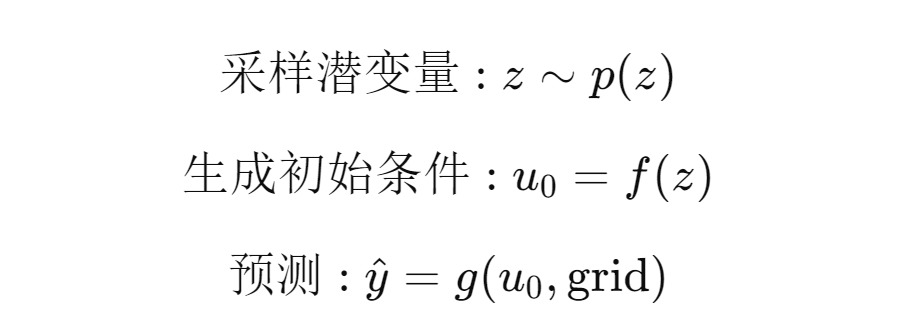 采样潜变量 : z ∼ p(z)
生成初始条件 : u₀ = f(z)
预测 : ŷ = g(u₀, grid)